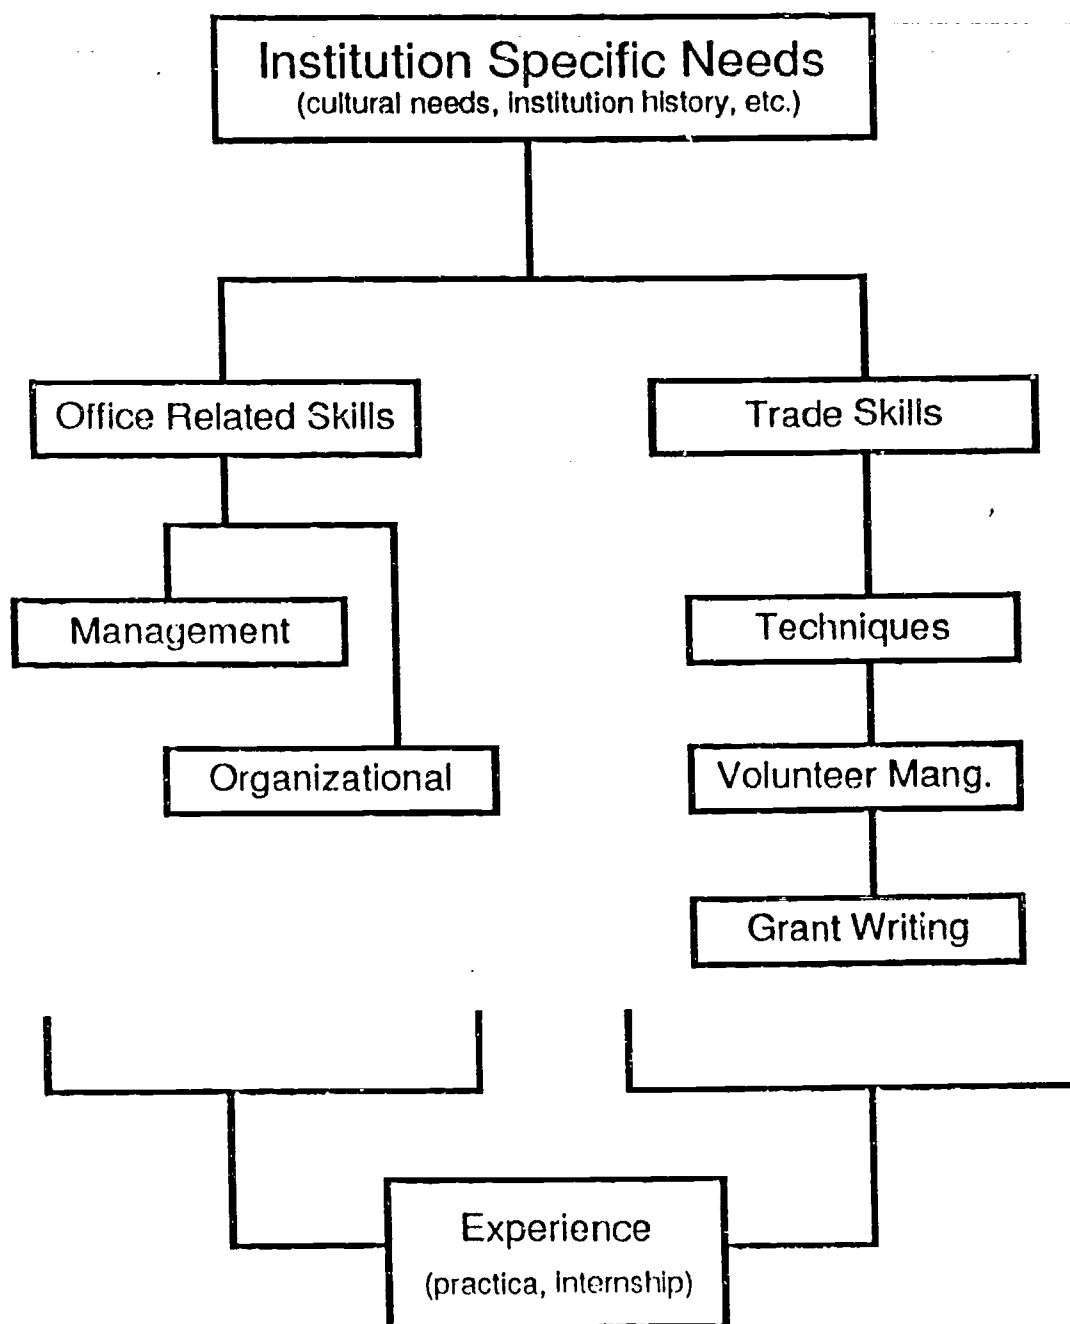 Institution Specific Needs
(cultural needs, institution history, etc.)
Office Related Skills
Trade Skills
Management
Techniques
Organizational
Volunteer Mang.
Grant Writing
Experience
(practica, internship)